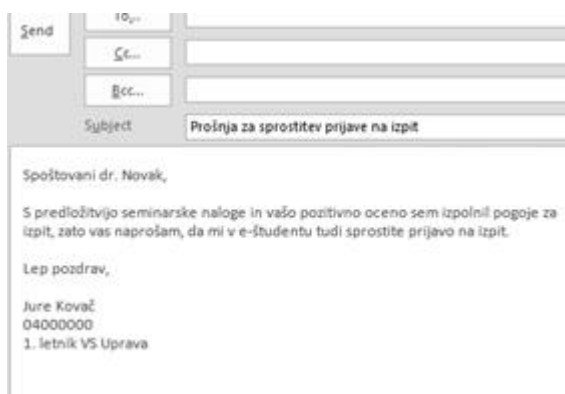 Send
To...
Cc...
Bcc...
Subject
Prošnja za sprostitev prijave na izpit
Spoštovani dr. Novak,
S predložitvijo seminarske naloge in vašo pozitivno oceno sem izpolnil pogoje za
izpit, zato vas naprošam, da mi v e-študentu tudi sprostite prijavo na izpit.
Lep pozdrav,
Jure Kovač
04000000
1. letnik VS Uprava